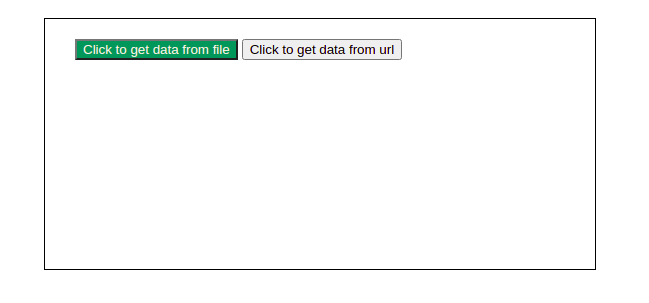 Click to get data from file Click to get data from url